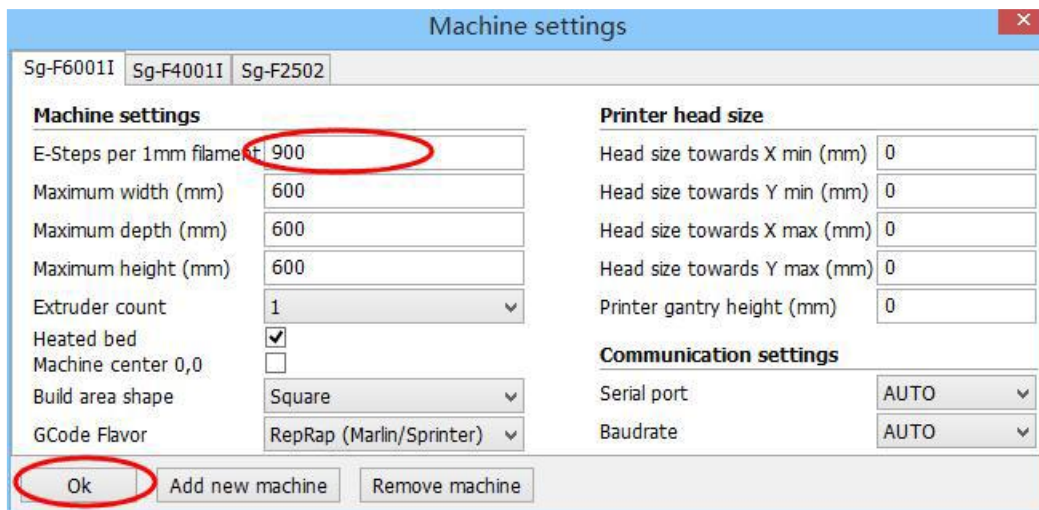 Machine settings
Sg-F6001I Sg-F4001I Sg-F2502
Machine settings
E-Steps per 1mm filament 900
Maximum width (mm) 600
Maximum depth (mm) 600
Maximum height (mm) 600
Extruder count 1
Heated bed
Machine center 0,0
Build area shape Square
GCode Flavor RepRap (Marlin/Sprinter)
Printer head size
Head size towards X min (mm) 0
Head size towards Y min (mm) 0
Head size towards X max (mm) 0
Head size towards Y max (mm) 0
Printer gantry height (mm) 0
Communication settings
Serial port AUTO
Baudrate AUTO
Ok Add new machine Remove machine